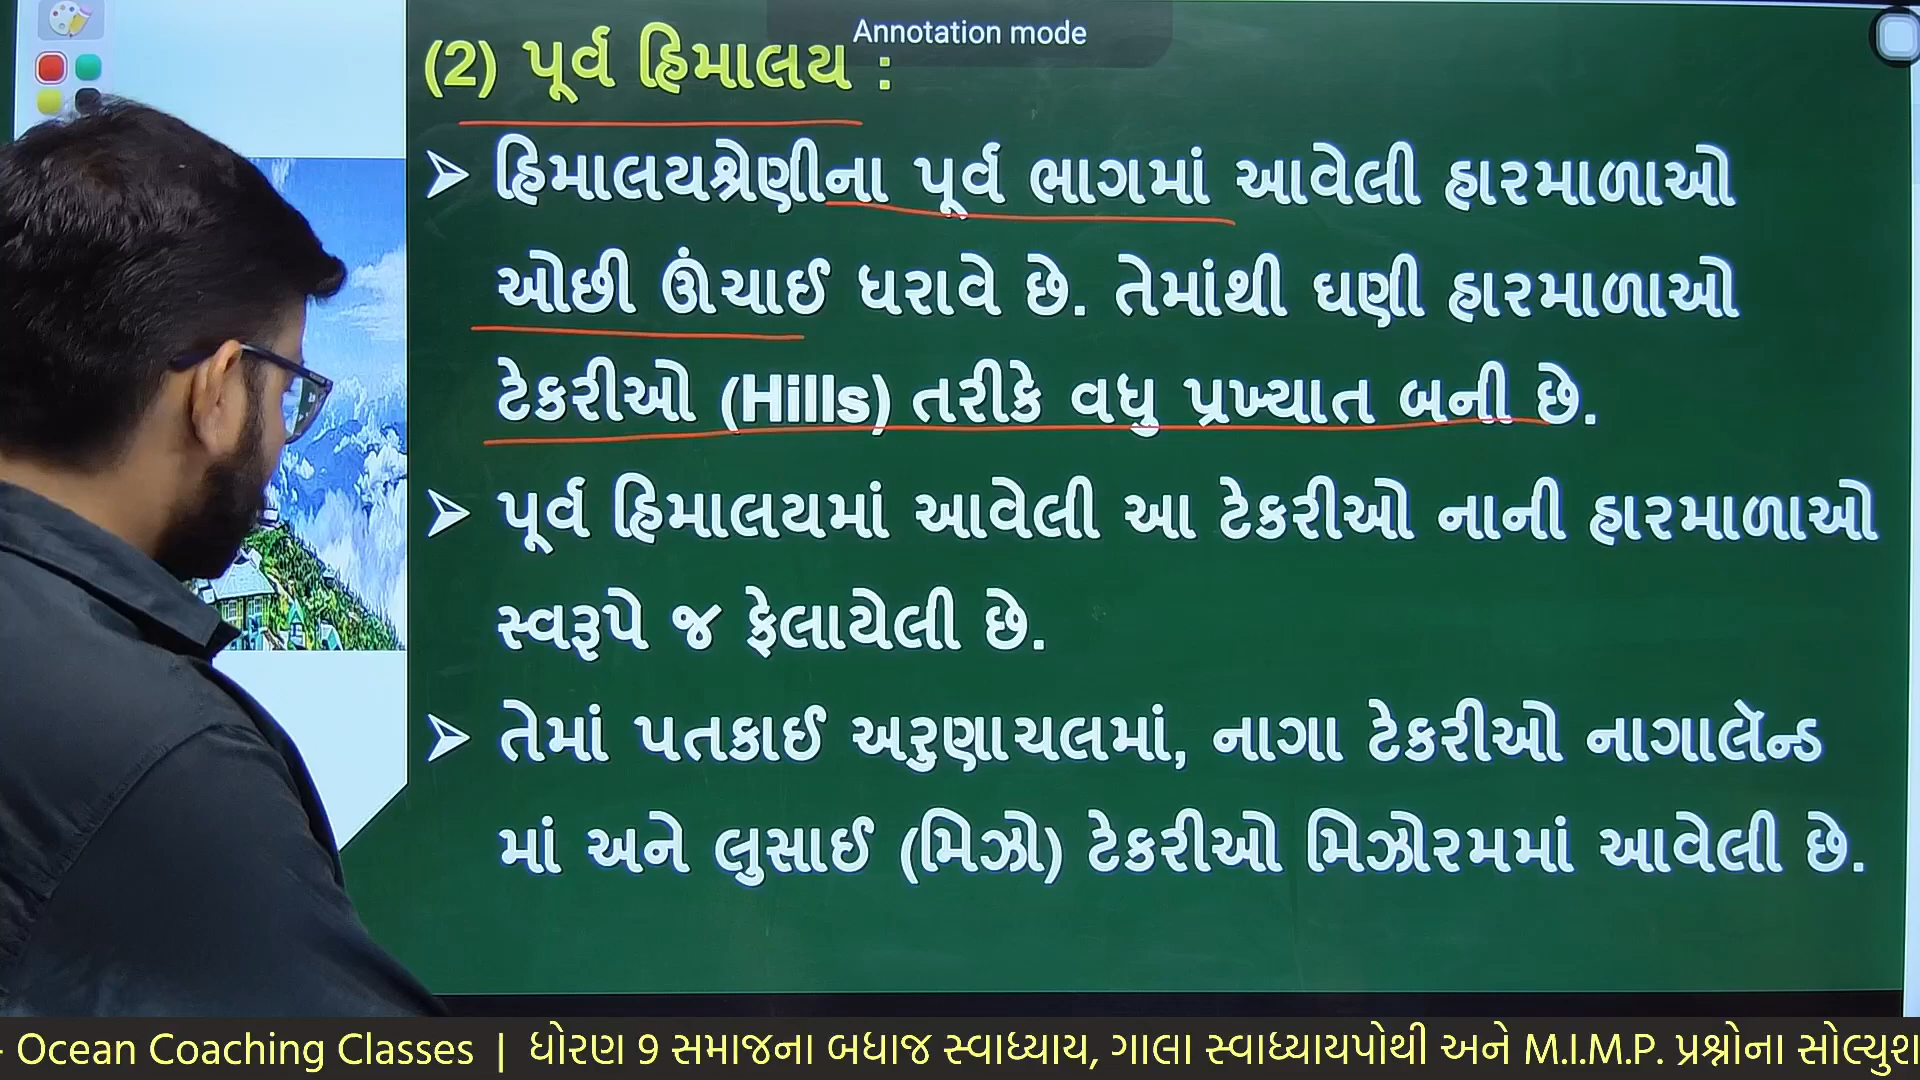 Annotation mode
(2) પૂર્વ હિમાલય :
➢ હિમાલયશ્રેણીના પૂર્વ ભાગમાં આવેલી હારમાળાઓ
ઓછી ઊંચાઈ ધરાવે છે. તેમાંથી ઘણી હારમાળાઓ
ટેકરીઓ (Hills) તરીકે વધુ પ્રખ્યાત બની છે.
➢ પૂર્વ હિમાલયમાં આવેલી આ ટેકરીઓ નાની હારમાળાઓ
સ્વરૂપે જ ફેલાયેલી છે.
➢ તેમાં પતકાઈ અરુણાચલમાં, નાગા ટેકરીઓ નાગાલૅન્ડ
માં અને લુસાઈ (મિઝો) ટેકરીઓ મિઝોરમમાં આવેલી છે.
- Ocean Coaching Classes | ધોરણ 9 સમાજના બધાજ સ્વાધ્યાય, ગાલા સ્વાધ્યાયપોથી અને M.I.M.P. પ્રશ્નોના સોલ્યુશ